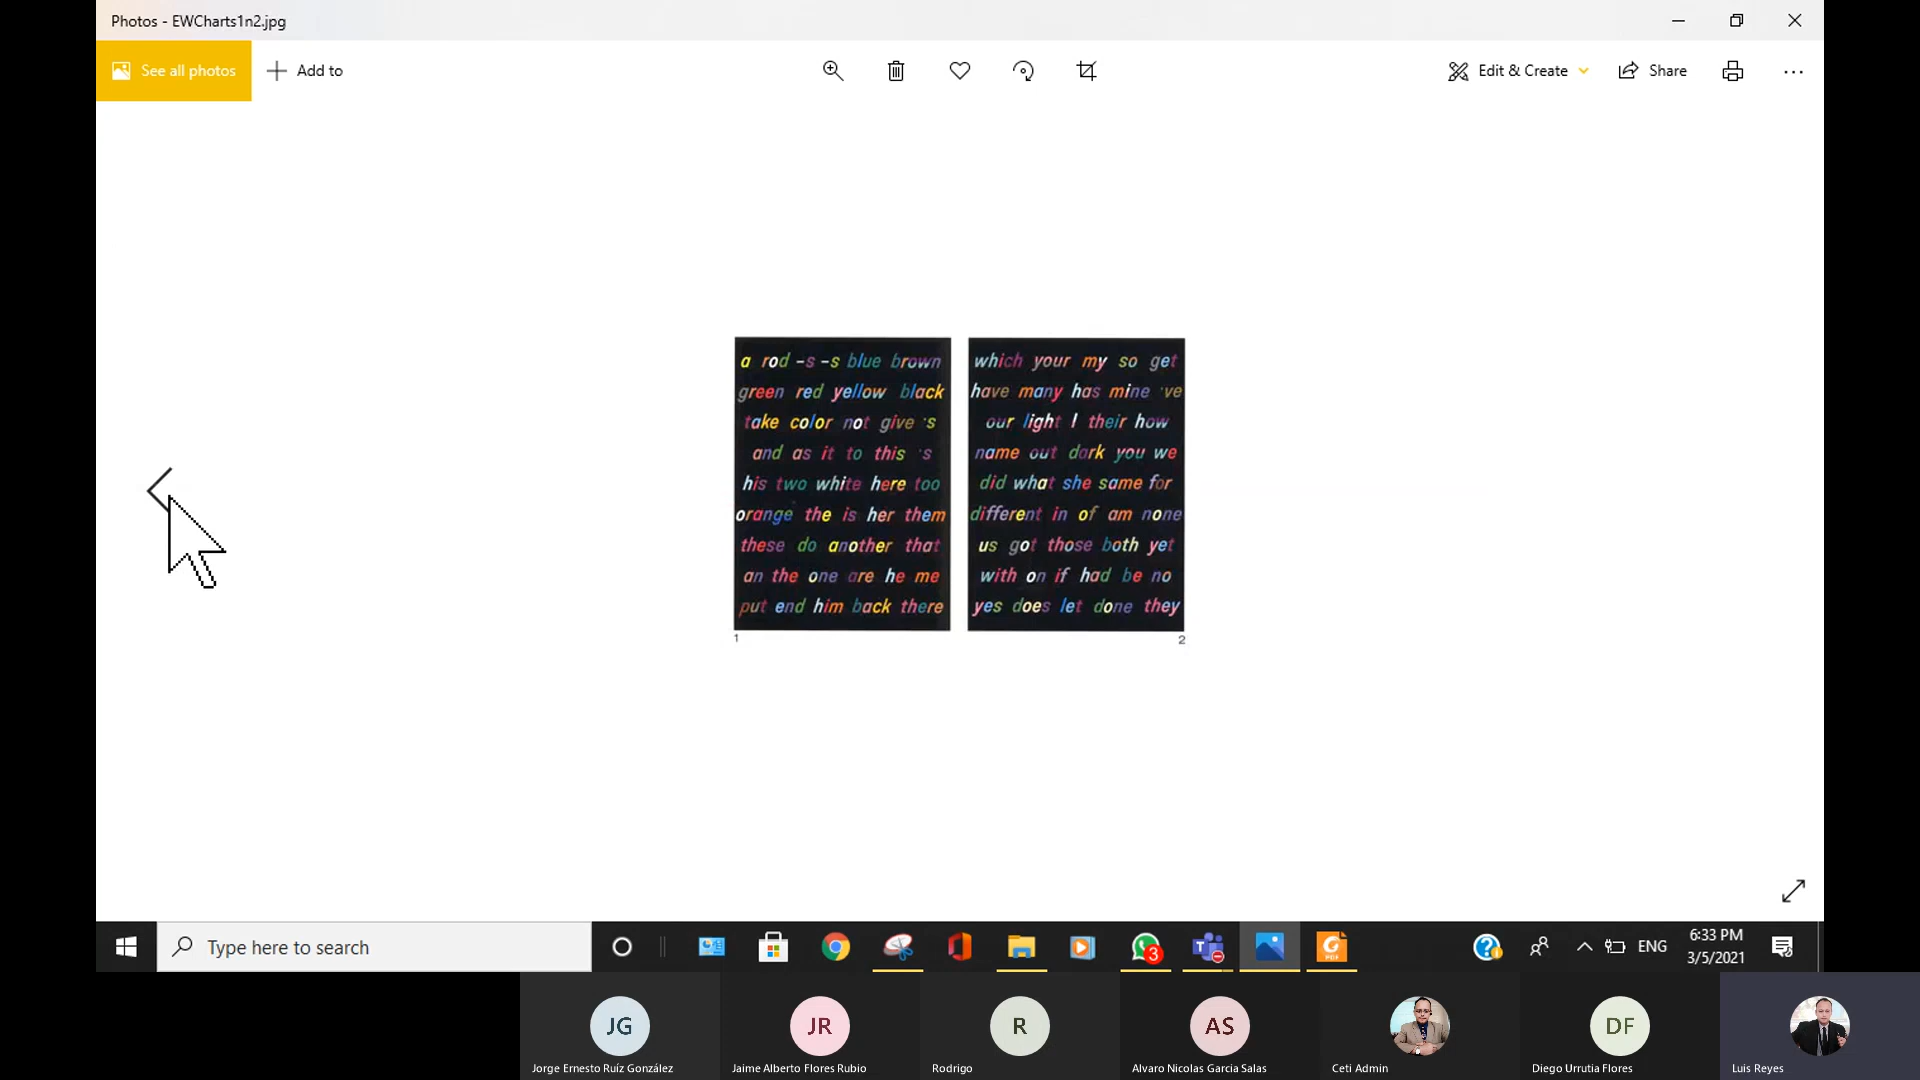 Photos - EWCharts1n2.jpg
See all photos
Add to
Edit & Create
Share
a rod -s -s blue brown
green red yellow black
take color not give 's
and as it to this 's
his two white here too
orange the is her them
these do another that
an the one are he me
put end him back there
1
which your my so get
have many has mine 've
our light I their how
name out dark you we
did what she same for
different in of am none
us got those both yet
with on if had be no
yes does let done they
2
Type here to search
3
ENG
6:33 PM
3/5/2021
JG
JR
R
AS
DF
Jorge Ernesto Ruíz González
Jaime Alberto Flores Rubio
Rodrigo
Alvaro Nicolas Garcia Salas
Ceti Admin
Diego Urrutia Flores
Luis Reyes